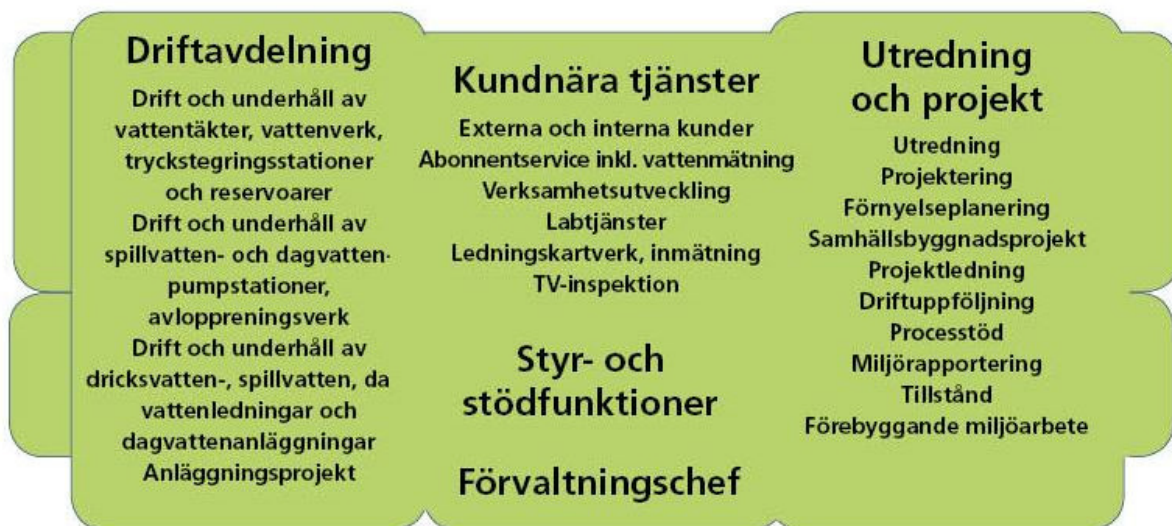 Driftavdelning
Drift och underhåll av
vattentäkter, vattenverk,
tryckstegringsstationer
och reservoarer
Drift och underhåll av
spillvatten- och dagvatten-
pumpstationer,
avloppreningsverk
Drift och underhåll av
dricksvatten-, spillvatten, da
vattenledningar och
dagvattenanläggningar
Anläggningsprojekt
Kundnära tjänster
Externa och interna kunder
Abonnentservice inkl. vattenmätning
Verksamhetsutveckling
Labtjänster
Ledningskartverk, inmätning
TV-inspektion
Styr- och
stödfunktioner
Förvaltningschef
Utredning
och projekt
Utredning
Projektering
Förnyelseplanering
Samhällsbyggnadsprojekt
Projektledning
Driftuppföljning
Processtöd
Miljörapportering
Tillstånd
Förebyggande miljöarbete